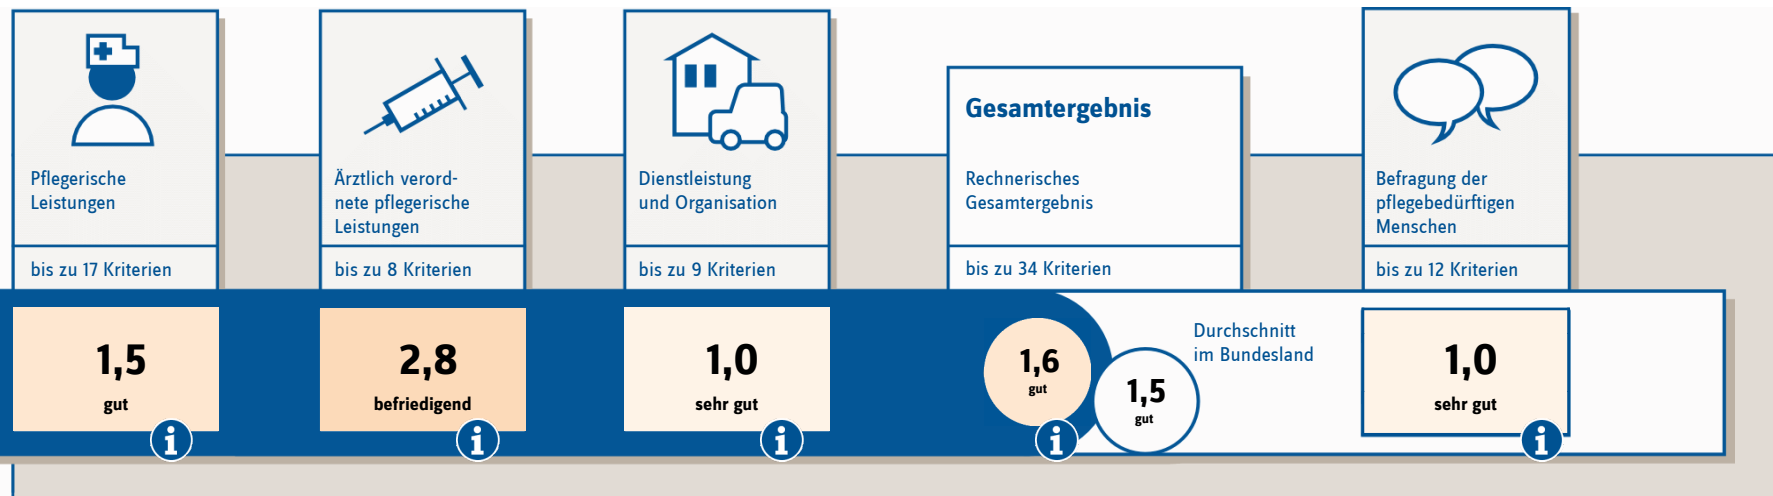 Pflegerische
Leistungen
bis zu 17 Kriterien
1,5
gut
Ärztlich verord-
nete pflegerische
Leistungen
bis zu 8 Kriterien
2,8
befriedigend
Dienstleistung
und Organisation
bis zu 9 Kriterien
1,0
sehr gut
Gesamtergebnis
Rechnerisches
Gesamtergebnis
bis zu 34 Kriterien
1,6
gut
Durchschnitt
im Bundesland
1,5
gut
Befragung der
pflegebedürftigen
Menschen
bis zu 12 Kriterien
1,0
sehr gut